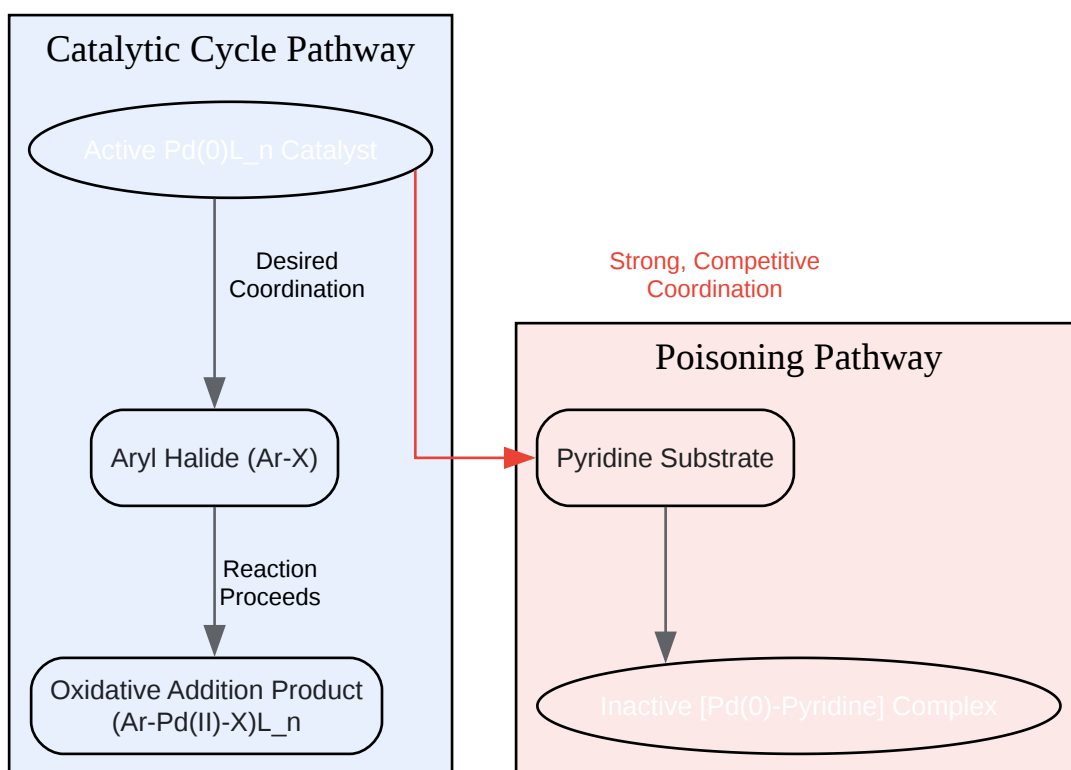 Catalytic Cycle Pathway
Active Pd(0)L_n Catalyst
Desired
Coordination
Strong, Competitive
Coordination
Poisoning Pathway
Aryl Halide (Ar-X)
Pyridine Substrate
Reaction
Proceeds
Oxidative Addition Product
(Ar-Pd(II)-X)L_n
Inactive [Pd(0)-Pyridine] Complex